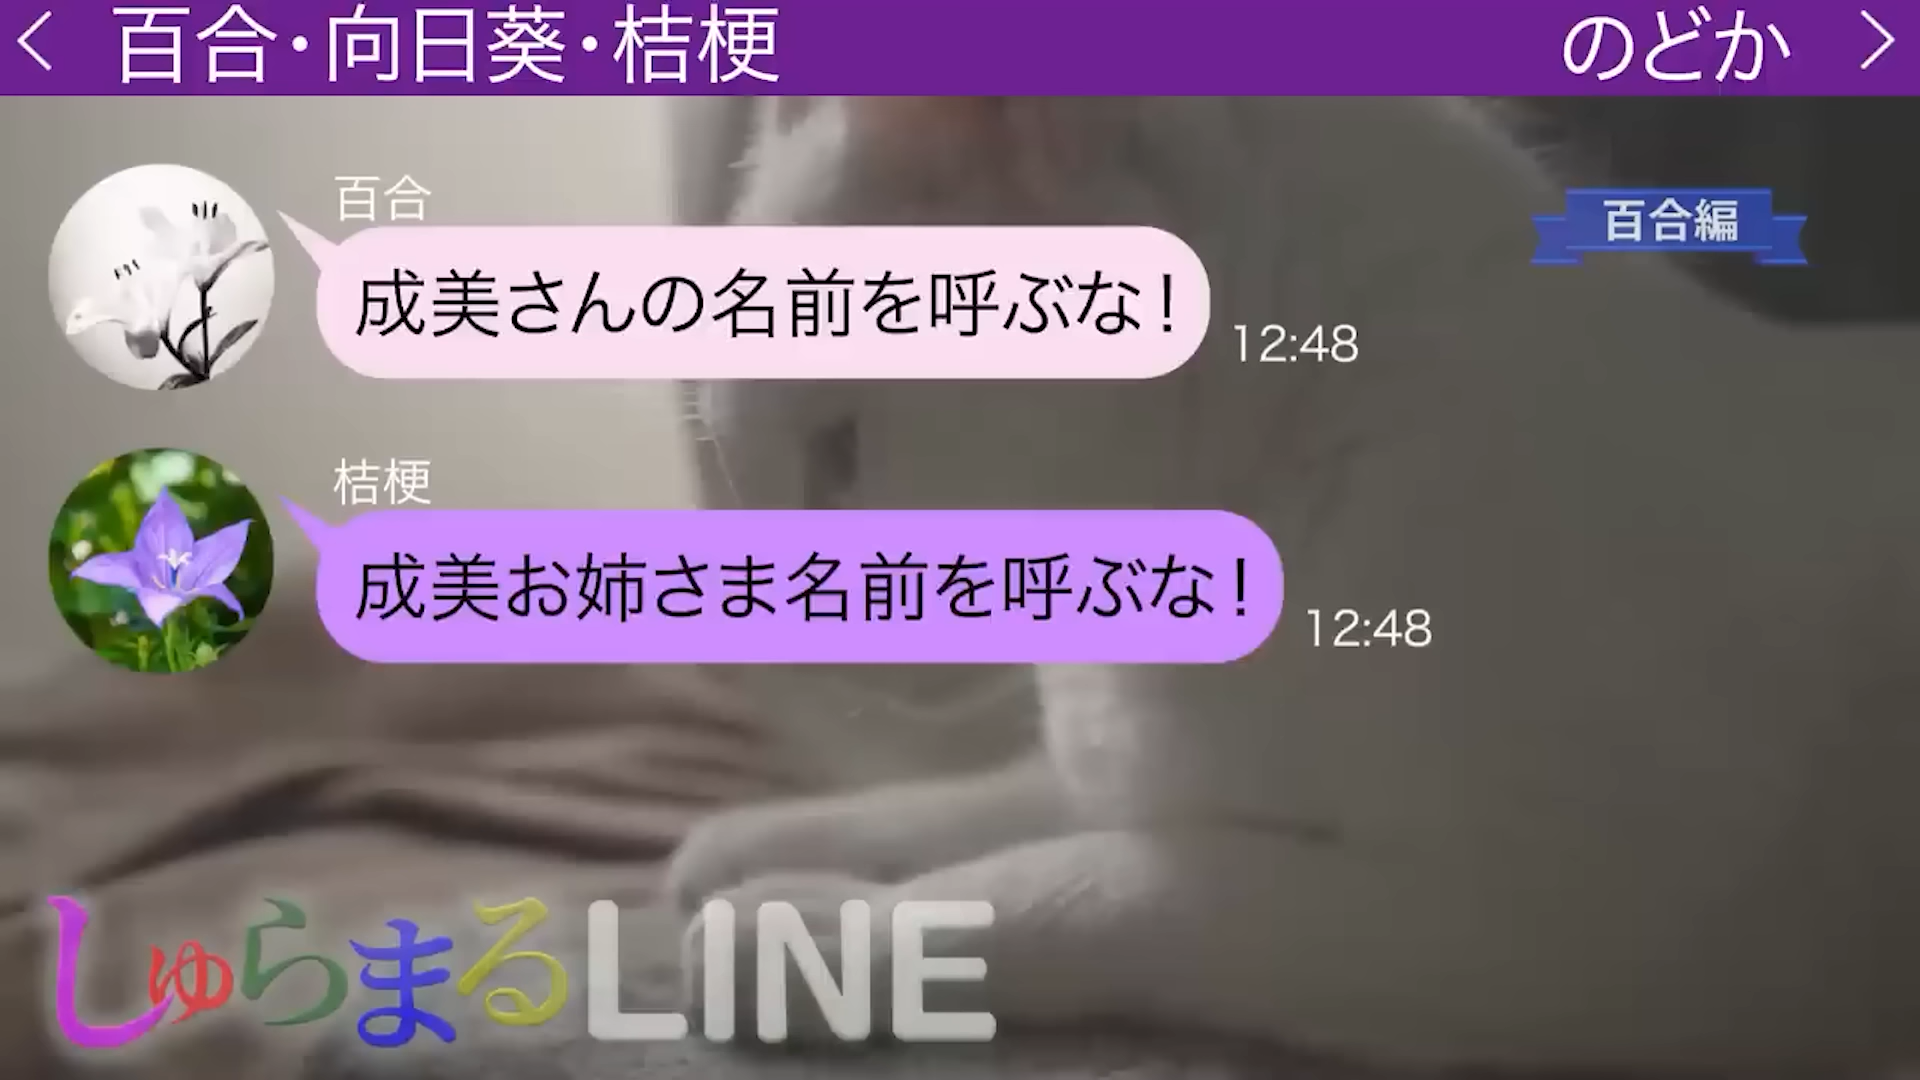 百合・向日葵・桔梗
のどか
百合
百合編
成美さんの名前を呼ぶな！
12:48
桔梗
成美お姉さま名前を呼ぶな！
12:48
しゅらまるLINE